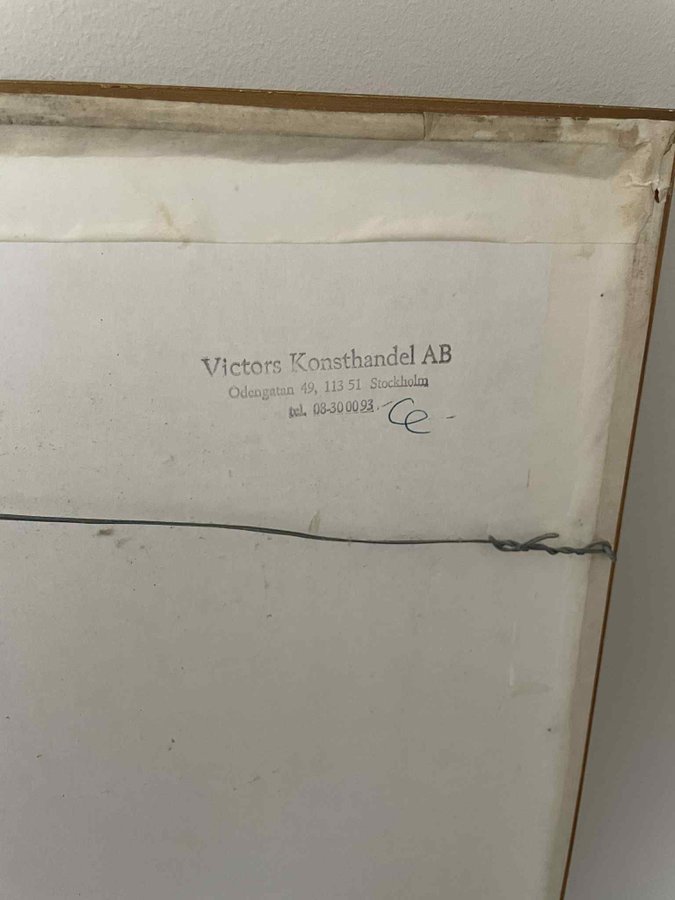 Victors Konsthandel AB
Odengatan 49, 113 51 Stockholm
tel. 08-30 00 93